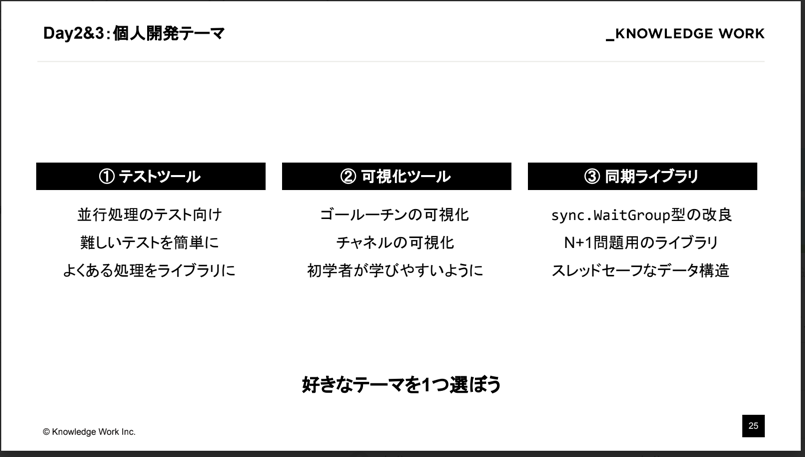 Day2&3：個人開発テーマ
_KNOWLEDGE WORK
① テストツール
並行処理のテスト向け
難しいテストを簡単に
よくある処理をライブラリに
② 可視化ツール
ゴールーチンの可視化
チャネルの可視化
初学者が学びやすいように
③ 同期ライブラリ
sync.WaitGroup型の改良
N+1問題用のライブラリ
スレッドセーフなデータ構造
好きなテーマを1つ選ぼう
© Knowledge Work Inc.
25